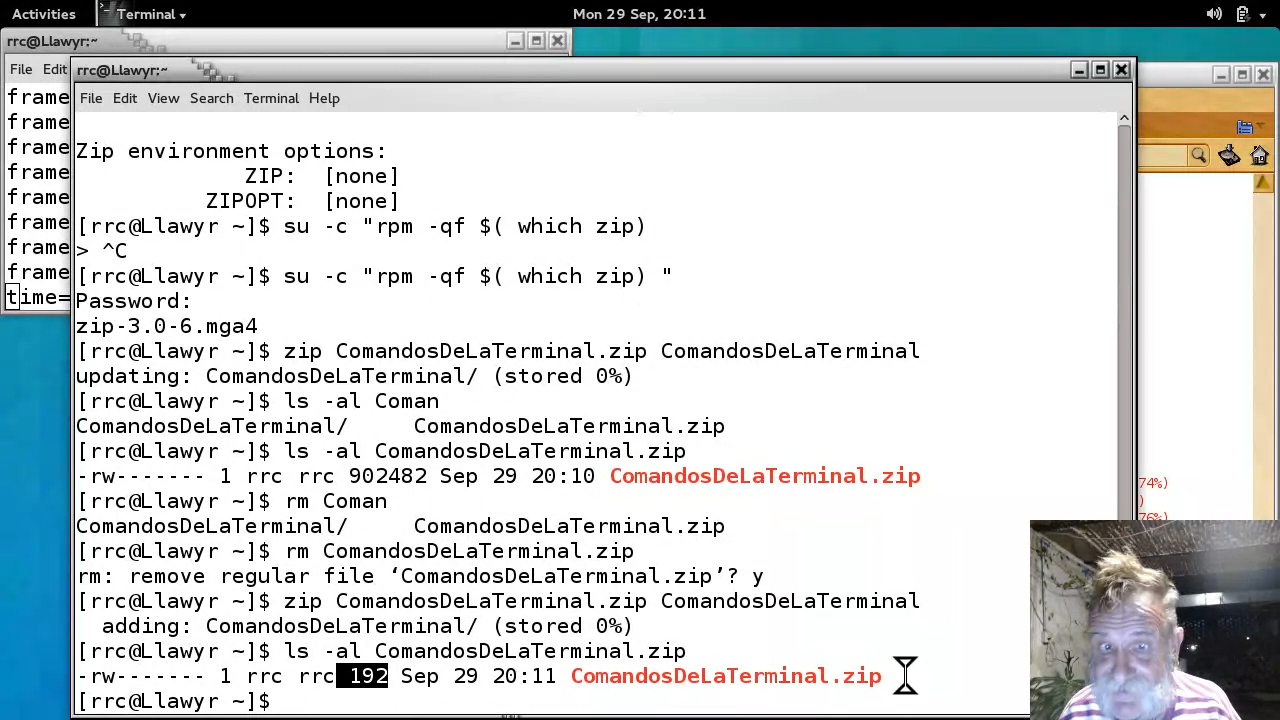 Activities Terminal Mon 29 Sep, 20:11
rrc@Llawyr:~
File Edit
frame
frame
frame
frame
frame
frame
frame
frame
time=
rrc@Llawyr:~
File Edit View Search Terminal Help
Zip environment options:
ZIP: [none]
ZIPOPT: [none]
[rrc@Llawyr ~]$ su -c "rpm -qf $( which zip)
> ^C
[rrc@Llawyr ~]$ su -c "rpm -qf $( which zip) "
Password:
zip-3.0-6.mga4
[rrc@Llawyr ~]$ zip ComandosDeLaTerminal.zip ComandosDeLaTerminal
updating: ComandosDeLaTerminal/ (stored 0%)
[rrc@Llawyr ~]$ ls -al Coman
ComandosDeLaTerminal/ ComandosDeLaTerminal.zip
[rrc@Llawyr ~]$ ls -al ComandosDeLaTerminal.zip
-rw------- 1 rrc rrc 902482 Sep 29 20:10 ComandosDeLaTerminal.zip
[rrc@Llawyr ~]$ rm Coman
ComandosDeLaTerminal/ ComandosDeLaTerminal.zip
[rrc@Llawyr ~]$ rm ComandosDeLaTerminal.zip
rm: remove regular file ‘ComandosDeLaTerminal.zip’? y
[rrc@Llawyr ~]$ zip ComandosDeLaTerminal.zip ComandosDeLaTerminal
adding: ComandosDeLaTerminal/ (stored 0%)
[rrc@Llawyr ~]$ ls -al ComandosDeLaTerminal.zip
-rw------- 1 rrc rrc 192 Sep 29 20:11 ComandosDeLaTerminal.zip
[rrc@Llawyr ~]$
74%)
)
76%)